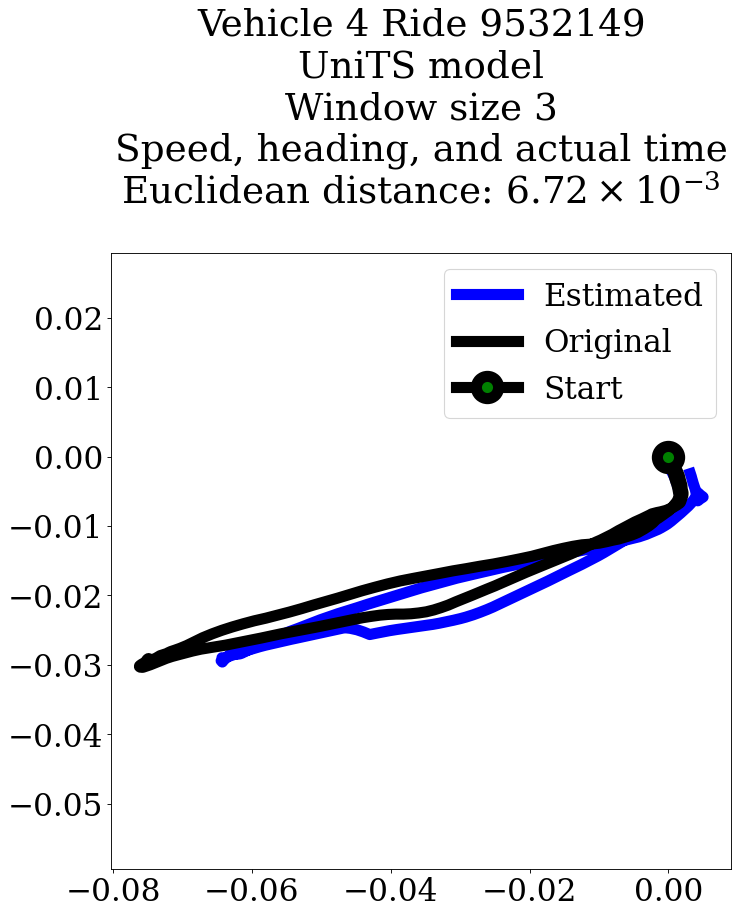 Vehicle 4 Ride 9532149
UniTS model
Window size 3
Speed, heading, and actual time
Euclidean distance: 6.72 × 10⁻³
Estimated
Original
Start
0.02
0.01
0.00
−0.01
−0.02
−0.03
−0.04
−0.05
−0.08 −0.06 −0.04 −0.02 0.00